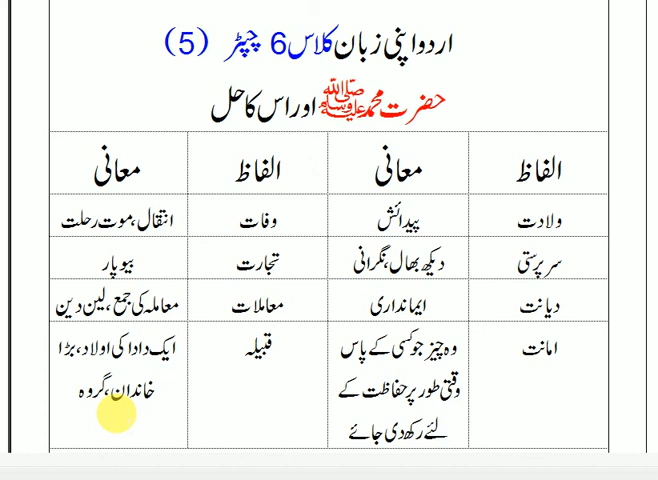 اردو اپنی زبان کلاس 6 چپٹر (5)
حضرت محمد ﷺ اور اس کا حل
الفاظ معانی الفاظ معانی
ولادت پیدائش وفات انتقال، موت رحلت
سرپرستی دیکھ بھال، نگرانی تجارت بیوپار
دیانت ایمانداری معاملات معاملہ کی جمع، لین دین
امانت وہ چیز جو کسی کے پاس قبیلہ ایک دادا کی اولاد، بڑا
وقتی طور پر حفاظت کے خاندان، گروہ
لئے رکھ دی جائے